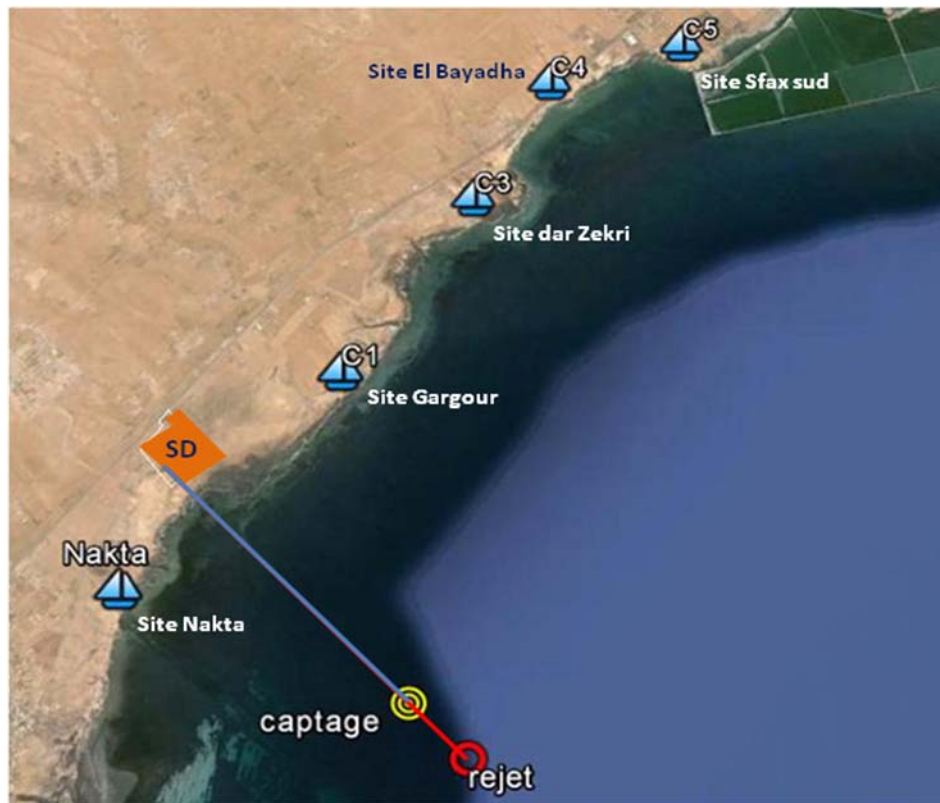 C5
Site El Bayadha
C4
Site Sfax sud
C3
Site dar Zekri
C1
Site Gargour
SD
Nakta
Site Nakta
captage
rejet